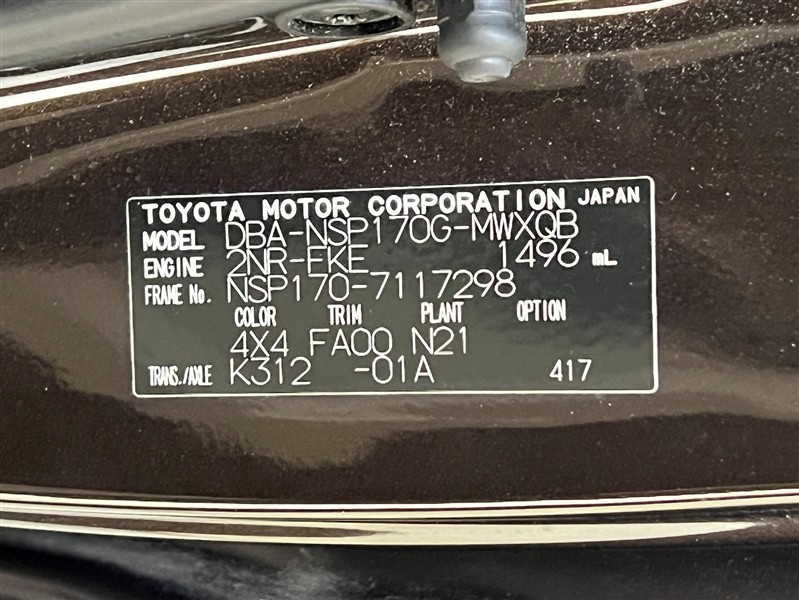 TOYOTA MOTOR CORPORATION JAPAN
MODEL DBA-NSP170G-MWXQB
ENGINE 2NR-FKE 1496 mL
FRAME No. NSP170-7117298
COLOR TRIM PLANT OPTION
4X4 FA00 N21
TRANS./AXLE K312 -01A 417